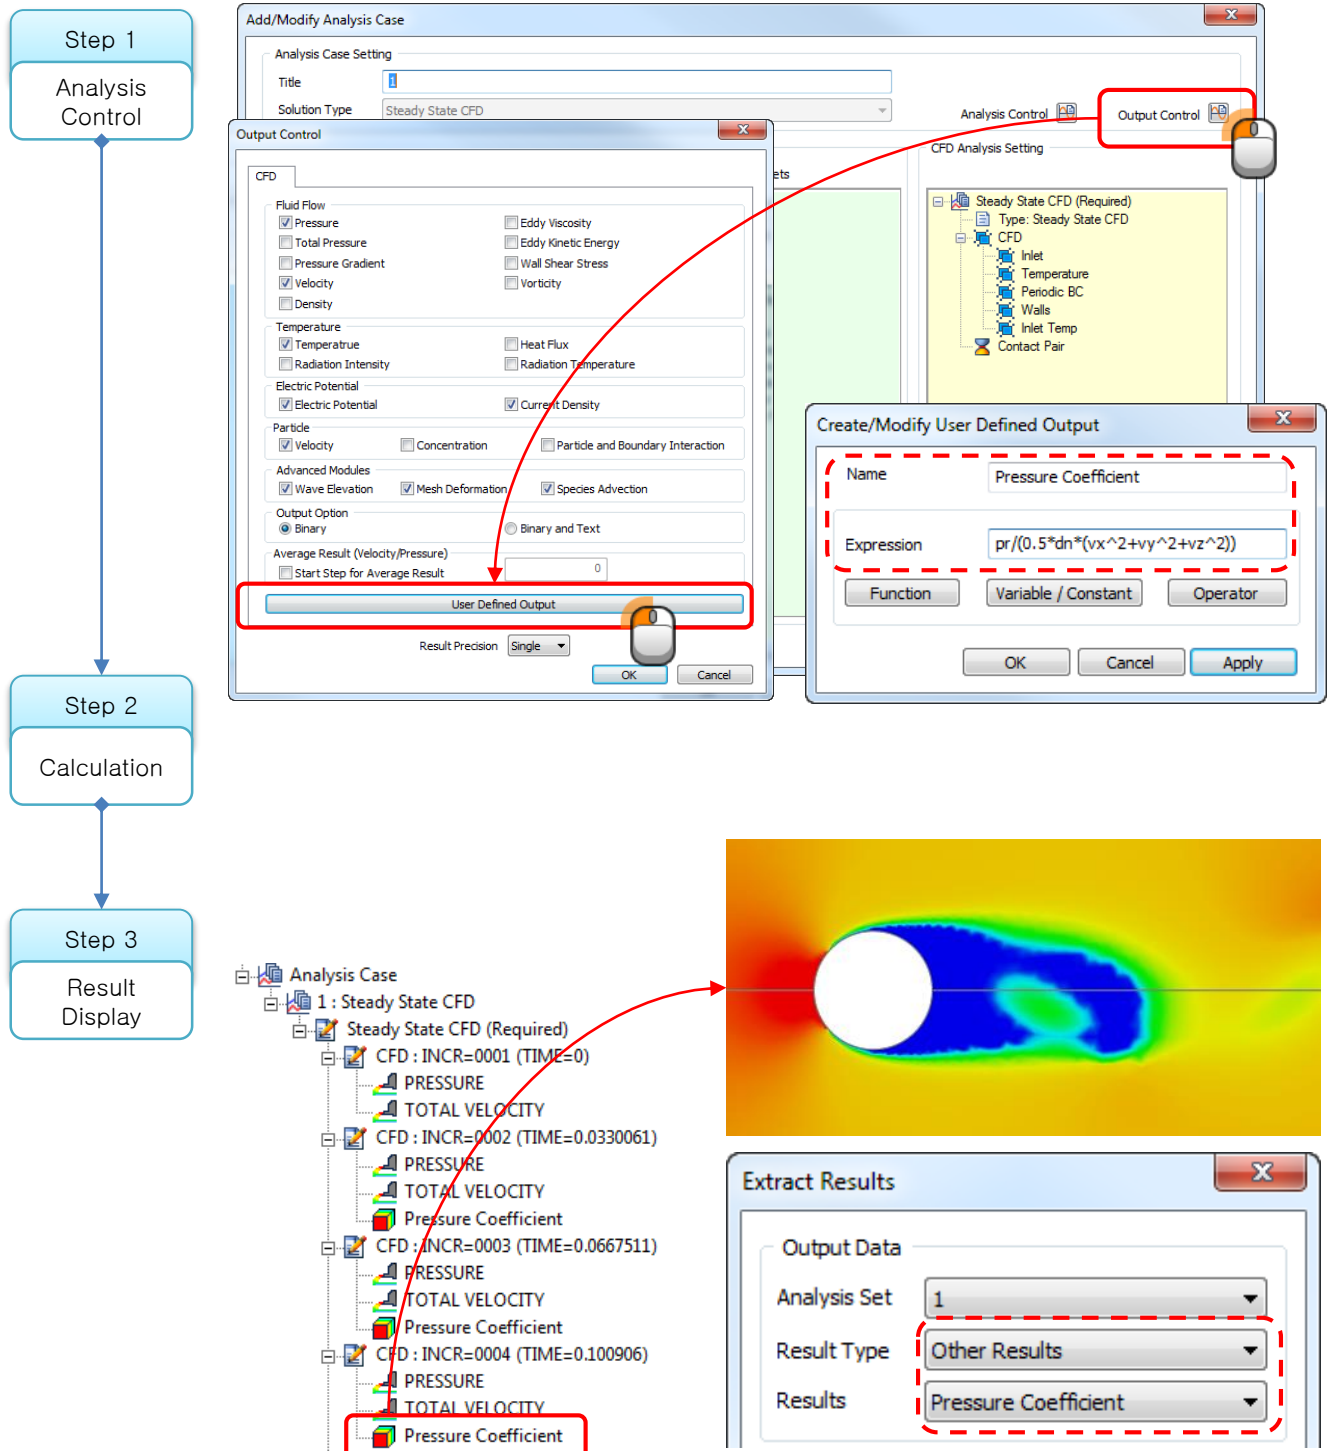 Step 1
Analysis
Control
Add/Modify Analysis Case
Analysis Case Setting
Title
1
Solution Type
Steady State CFD
Analysis Control
Output Control
CFD Analysis Setting
ets
Steady State CFD (Required)
Type: Steady State CFD
CFD
Inlet
Temperature
Periodic BC
Walls
Inlet Temp
Contact Pair
Output Control
CFD
Fluid Flow
Pressure
Eddy Viscosity
Total Pressure
Eddy Kinetic Energy
Pressure Gradient
Wall Shear Stress
Velocity
Vorticity
Density
Temperature
Temperatrue
Heat Flux
Radiation Intensity
Radiation Temperature
Electric Potential
Electric Potential
Current Density
Particle
Velocity
Concentration
Particle and Boundary Interaction
Advanced Modules
Wave Elevation
Mesh Deformation
Species Advection
Output Option
Binary
Binary and Text
Average Result (Velocity/Pressure)
Start Step for Average Result
0
User Defined Output
Result Precision
Single
OK
Cancel
Create/Modify User Defined Output
Name
Pressure Coefficient
Expression
pr/(0.5*dn*(vx^2+vy^2+vz^2))
Function
Variable / Constant
Operator
OK
Cancel
Apply
Step 2
Calculation
Step 3
Result
Display
Analysis Case
1 : Steady State CFD
Steady State CFD (Required)
CFD : INCR=0001 (TIME=0)
PRESSURE
TOTAL VELOCITY
CFD : INCR=0002 (TIME=0.0330061)
PRESSURE
TOTAL VELOCITY
Pressure Coefficient
CFD : INCR=0003 (TIME=0.0667511)
PRESSURE
TOTAL VELOCITY
Pressure Coefficient
CFD : INCR=0004 (TIME=0.100906)
PRESSURE
TOTAL VELOCITY
Pressure Coefficient
Extract Results
Output Data
Analysis Set
1
Result Type
Other Results
Results
Pressure Coefficient